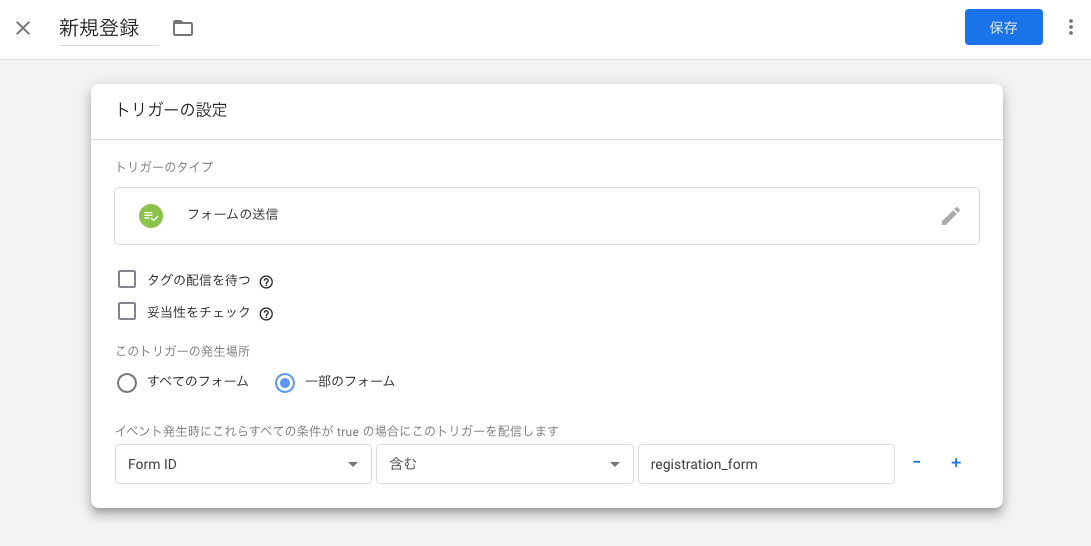 新規登録
保存
トリガーの設定
トリガーのタイプ
フォームの送信
タグの配信を待つ
妥当性をチェック
このトリガーの発生場所
すべてのフォーム 一部のフォーム
イベント発生時にこれらすべての条件が true の場合にこのトリガーを配信します
Form ID 含む registration_form - +